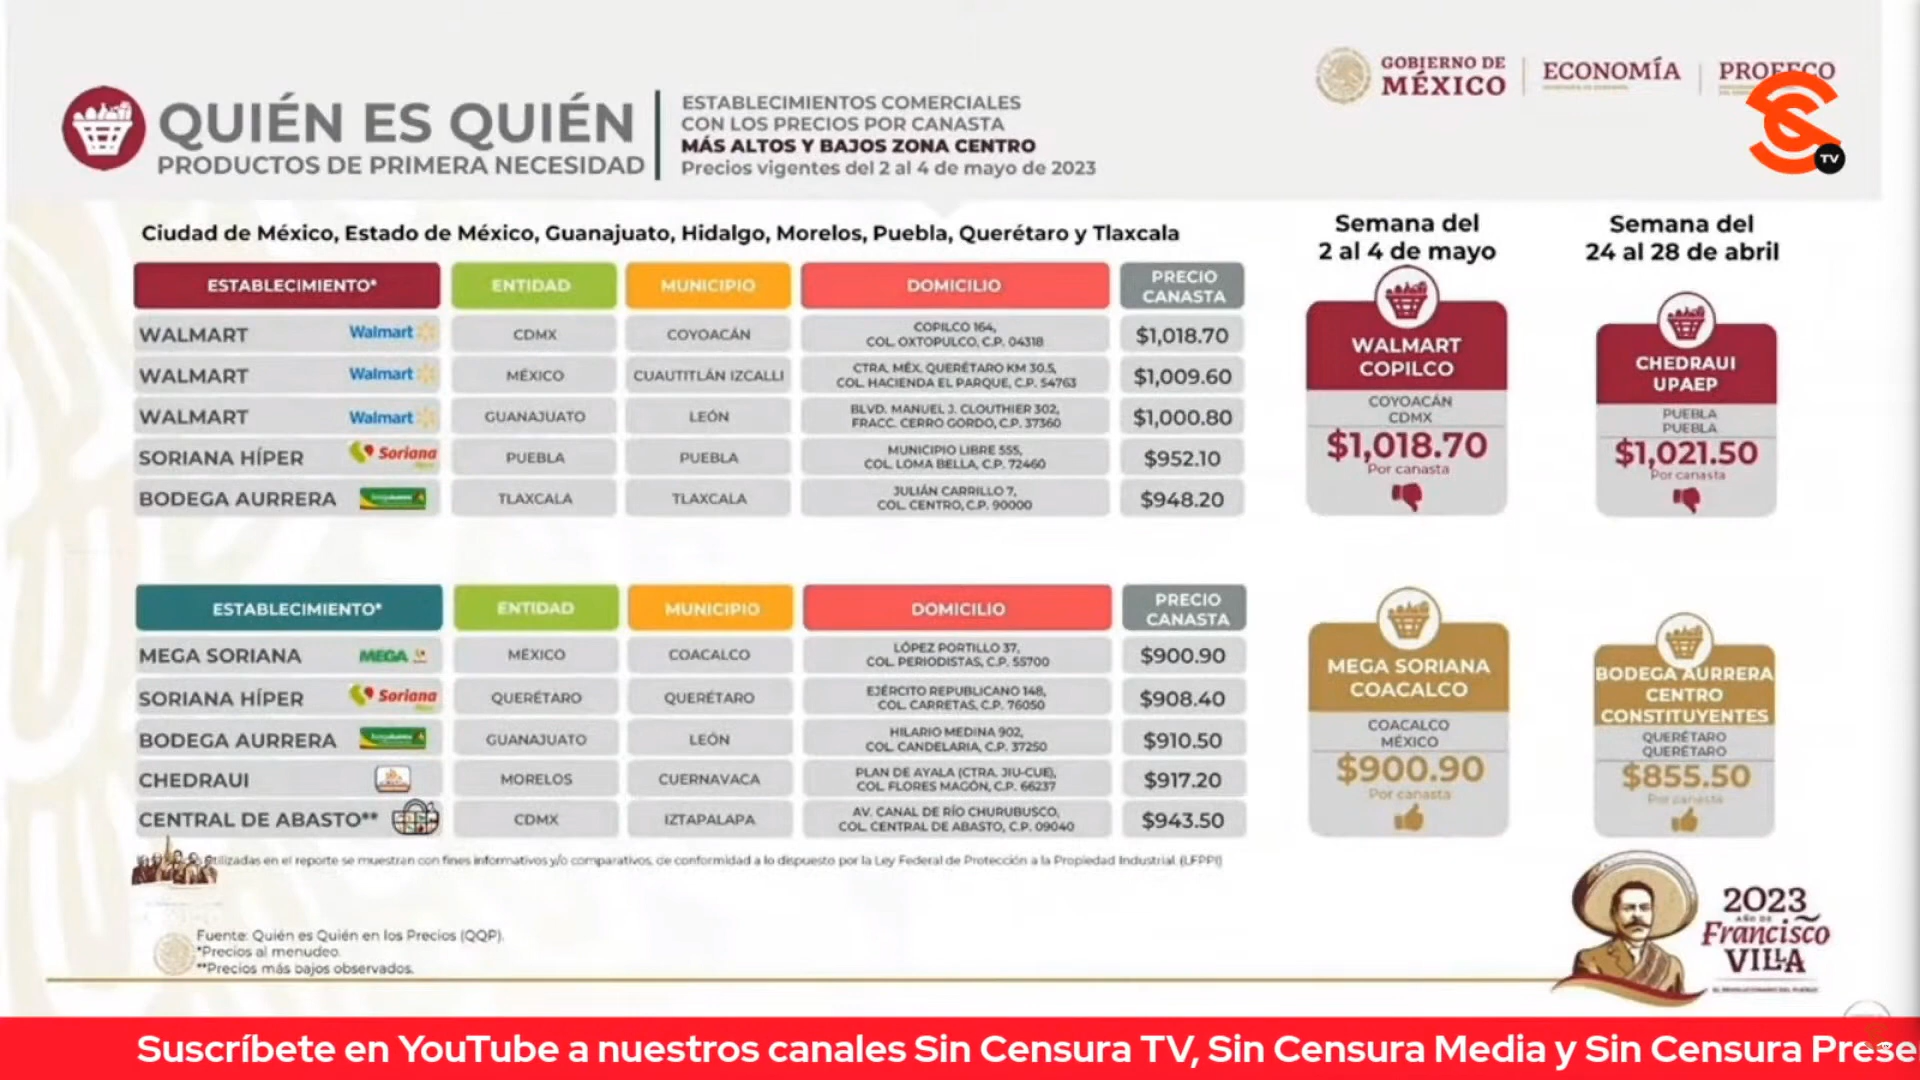 GOBIERNO DE
MÉXICO
ECONOMÍA
PROFECO
TV
QUIÉN ES QUIÉN
PRODUCTOS DE PRIMERA NECESIDAD
ESTABLECIMIENTOS COMERCIALES
CON LOS PRECIOS POR CANASTA
MÁS ALTOS Y BAJOS ZONA CENTRO
Precios vigentes del 2 al 4 de mayo de 2023
Ciudad de México, Estado de México, Guanajuato, Hidalgo, Morelos, Puebla, Querétaro y Tlaxcala
ESTABLECIMIENTO* ENTIDAD MUNICIPIO DOMICILIO PRECIO CANASTA
WALMART Walmart CDMX COYOACÁN COPILCO 164, COL. OXTOPULCO, C.P. 04318 $1,018.70
WALMART Walmart MÉXICO CUAUTITLÁN IZCALLI CTRA. MÉX. QUERÉTARO KM 30.5, COL. HACIENDA EL PARQUE, C.P. 54763 $1,009.60
WALMART Walmart GUANAJUATO LEÓN BLVD. MANUEL J. CLOUTHIER 302, FRACC. CERRO GORDO, C.P. 37360 $1,000.80
SORIANA HÍPER Soriana PUEBLA PUEBLA MUNICIPIO LIBRE 555, COL. LOMA BELLA, C.P. 72460 $952.10
BODEGA AURRERA TLAXCALA TLAXCALA JULIÁN CARRILLO 7, COL. CENTRO, C.P. 90000 $948.20
Semana del
2 al 4 de mayo
WALMART
COPILCO
COYOACÁN
CDMX
$1,018.70
Por canasta
Semana del
24 al 28 de abril
CHEDRAUI
UPAEP
PUEBLA
PUEBLA
$1,021.50
Por canasta
ESTABLECIMIENTO* ENTIDAD MUNICIPIO DOMICILIO PRECIO CANASTA
MEGA SORIANA MEGA MÉXICO COACALCO LÓPEZ PORTILLO 37, COL. PERIODISTAS, C.P. 55700 $900.90
SORIANA HÍPER Soriana QUERÉTARO QUERÉTARO EJÉRCITO REPUBLICANO 148, COL. CARRETAS, C.P. 76050 $908.40
BODEGA AURRERA GUANAJUATO LEÓN HILARIO MEDINA 902, COL. CANDELARIA, C.P. 37250 $910.50
CHEDRAUI MORELOS CUERNAVACA PLAN DE AYALA (CTRA. JIU-CUE), COL. FLORES MAGÓN, C.P. 66237 $917.20
CENTRAL DE ABASTO** CDMX IZTAPALAPA AV. CANAL DE RÍO CHURUBUSCO, COL. CENTRAL DE ABASTO, C.P. 09040 $943.50
MEGA SORIANA
COACALCO
COACALCO
MÉXICO
$900.90
Por canasta
BODEGA AURRERA
CENTRO
CONSTITUYENTES
QUERÉTARO
QUERÉTARO
$855.50
Por canasta
utilizadas en el reporte se muestran con fines informativos y/o comparativos, de conformidad a lo dispuesto por la Ley Federal de Protección a la Propiedad Industrial (LFPPI)
Fuente: Quién es Quién en los Precios (QQP).
*Precios al menudeo.
**Precios más bajos observados.
2023
AÑO DE
Francisco
VILLA
Suscríbete en YouTube a nuestros canales Sin Censura TV, Sin Censura Media y Sin Censura Prese